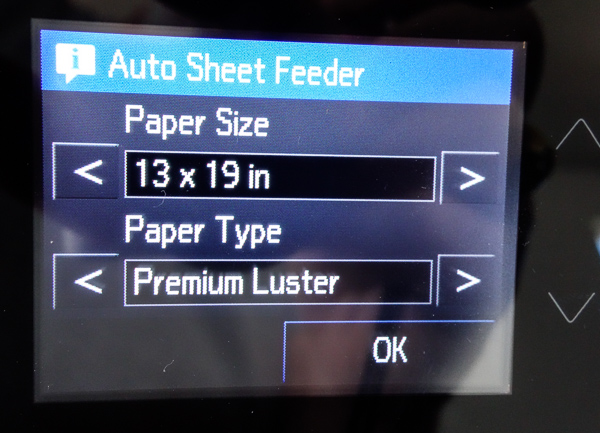 Auto Sheet Feeder
Paper Size
< 13 x 19 in >
Paper Type
< Premium Luster >
OK